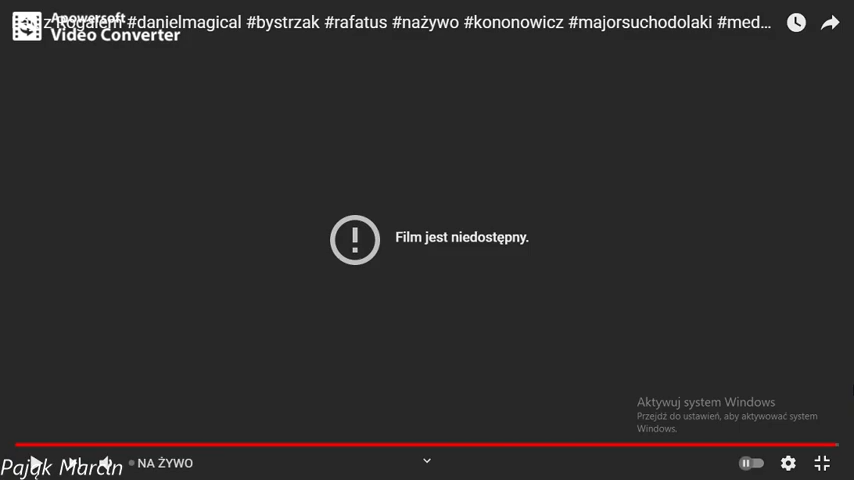 z Rogalem #danielmagical #bystrzak #rafatus #nażywo #kononowicz #majorsuchodolaki #med...
Apowersoft
Video Converter
Film jest niedostępny.
Aktywuj system Windows
Przejdź do ustawień, aby aktywować system
Windows.
NA ŻYWO
Pająk Marcin